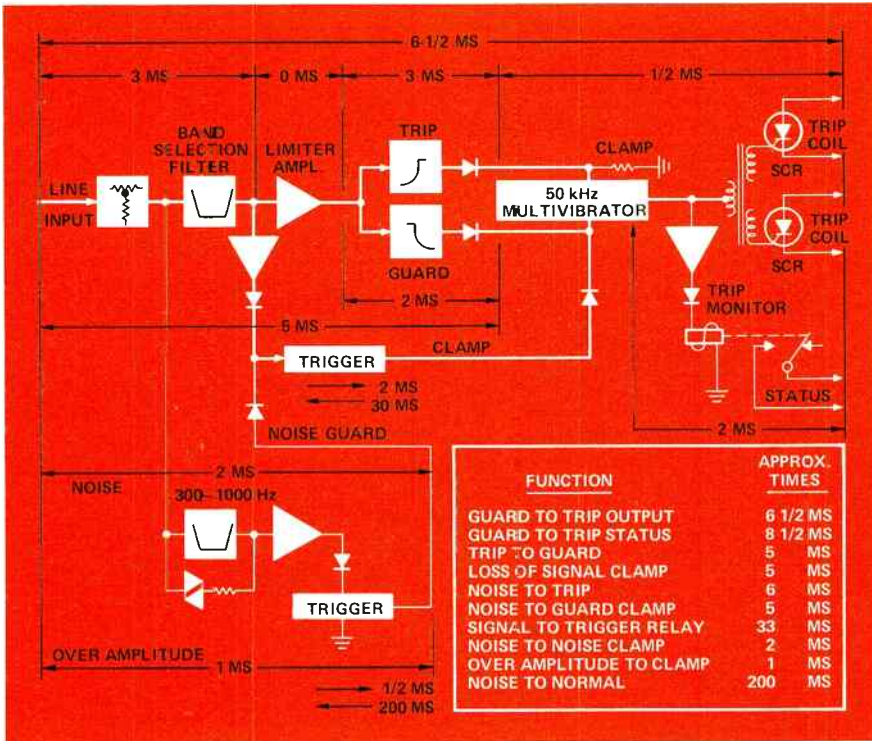 6-1/2 MS
3 MS
0 MS
3 MS
1/2 MS
BAND
SELECTION
FILTER
LIMITER
AMPL.
TRIP
CLAMP
TRIP
COIL
SCR
LINE
INPUT
50 kHz
MULTIVIBRATOR
TRIP
COIL
SCR
GUARD
2 MS
TRIP
MONITOR
5 MS
CLAMP
TRIGGER
2 MS
30 MS
STATUS
NOISE GUARD
2 MS
2 MS
NOISE
300-1000 Hz
TRIGGER
OVER AMPLITUDE
1 MS
1/2 MS
200 MS
FUNCTION APPROX. TIMES
GUARD TO TRIP OUTPUT 6 1/2 MS
GUARD TO TRIP STATUS 8 1/2 MS
TRIP TO GUARD 5 MS
LOSS OF SIGNAL CLAMP 5 MS
NOISE TO TRIP 6 MS
NOISE TO GUARD CLAMP 5 MS
SIGNAL TO TRIGGER RELAY 33 MS
NOISE TO NOISE CLAMP 2 MS
OVER AMPLITUDE TO CLAMP 1 MS
NOISE TO NORMAL 200 MS